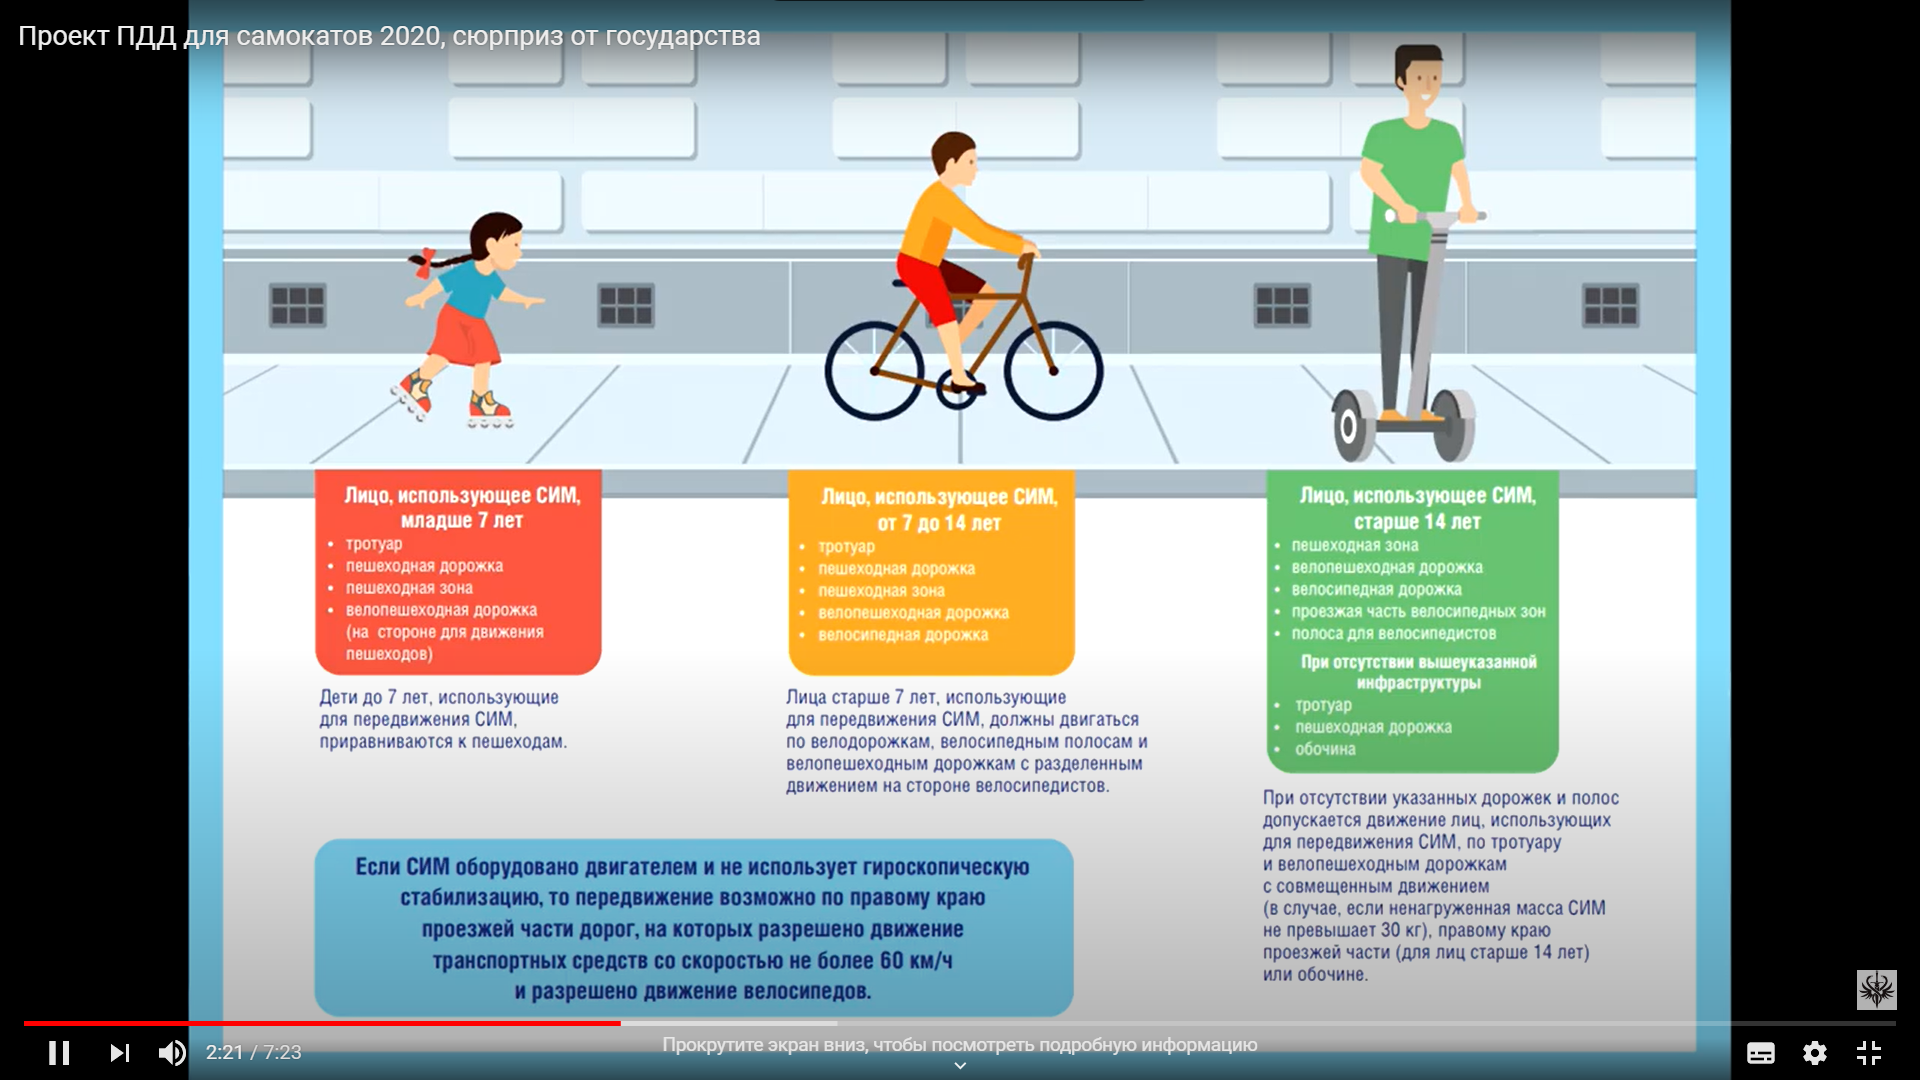 Проект ПДД для самокатов 2020, сюрприз от государства
Лицо, использующее СИМ,
младше 7 лет
• тротуар
• пешеходная дорожка
• пешеходная зона
• велопешеходная дорожка
(на стороне для движения
пешеходов)
Дети до 7 лет, использующие
для передвижения СИМ,
приравниваются к пешеходам.
Лицо, использующее СИМ,
от 7 до 14 лет
• тротуар
• пешеходная дорожка
• пешеходная зона
• велопешеходная дорожка
• велосипедная дорожка
Лица старше 7 лет, использующие
для передвижения СИМ, должны двигаться
по велодорожкам, велосипедным полосам и
велопешеходным дорожкам с разделенным
движением на стороне велосипедистов.
Лицо, использующее СИМ,
старше 14 лет
• пешеходная зона
• велопешеходная дорожка
• велосипедная дорожка
• проезжая часть велосипедных зон
• полоса для велосипедистов
При отсутствии вышеуказанной
инфраструктуры
• тротуар
• пешеходная дорожка
• обочина
При отсутствии указанных дорожек и полос
допускается движение лиц, использующих
для передвижения СИМ, по тротуару
и велопешеходным дорожкам
с совмещенным движением
(в случае, если ненагруженная масса СИМ
не превышает 30 кг), правому краю
проезжей части (для лиц старше 14 лет)
или обочине.
Если СИМ оборудовано двигателем и не использует гироскопическую
стабилизацию, то передвижение возможно по правому краю
проезжей части дорог, на которых разрешено движение
транспортных средств со скоростью не более 60 км/ч
и разрешено движение велосипедов.
2:21 / 7:23
Прокрутите экран вниз, чтобы посмотреть подробную информацию